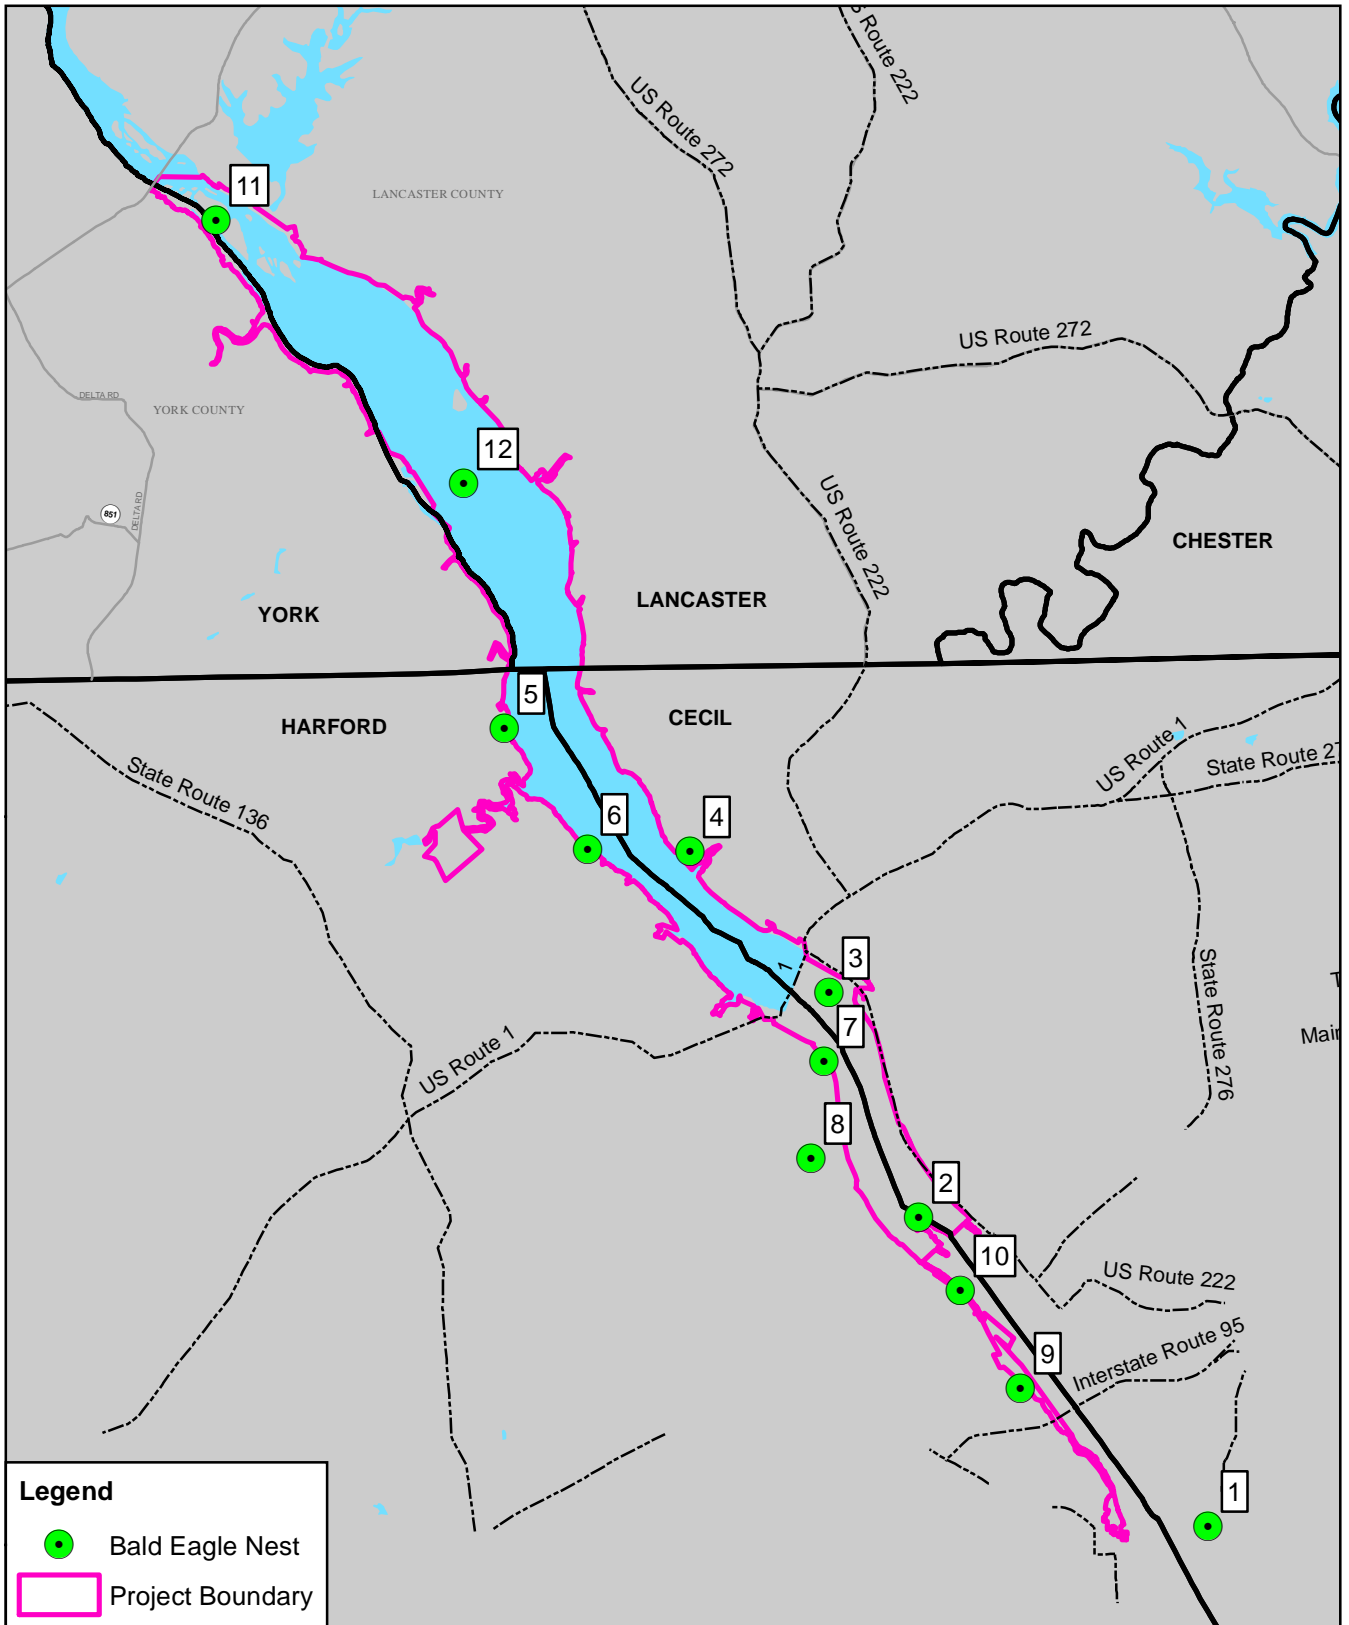 US Route 222
US Route 272
11
LANCASTER COUNTY
US Route 272
DELTA RD
YORK COUNTY
12
851
DELTA RD
US Route 222
CHESTER
LANCASTER
YORK
5
HARFORD
CECIL
US Route 1
State Route 27
State Route 136
6
4
3
1
7
State Route 276
Main
US Route 1
8
2
10
US Route 222
9
Interstate Route 95
1
Legend
Bald Eagle Nest
Project Boundary